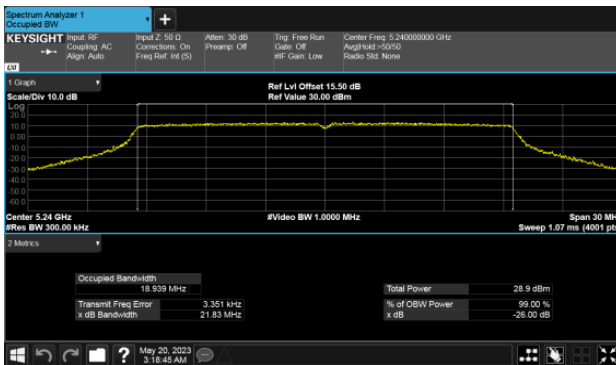 Spectrum Analyzer 1
Occupied BW
+
KEYSIGHT
Input: RF
Coupling: AC
Align: Auto
Input Z: 50 Ω
Corrections: On
Freq Ref: Int (S)
Atten: 30 dB
Preamp: Off
Trig: Free Run
Gate: Off
#IF Gain: Low
Center Freq: 5.240000000 GHz
Avg|Hold:>50/50
Radio Std: None
LXI
1 Graph
Scale/Div 10.0 dB
Ref Lvl Offset 15.50 dB
Ref Value 30.00 dBm
Log
20.0
10.0
0.00
-10.0
-20.0
-30.0
-40.0
-50.0
-60.0
Center 5.24 GHz
#Res BW 300.00 kHz
#Video BW 1.0000 MHz
Span 30 MH
Sweep 1.07 ms (4001 pts
2 Metrics
Occupied Bandwidth
18.939 MHz
Transmit Freq Error 3.351 kHz
x dB Bandwidth 21.83 MHz
Total Power 28.9 dBm
% of OBW Power 99.00 %
x dB -26.00 dB
?
May 20, 2023
3:18:45 AM